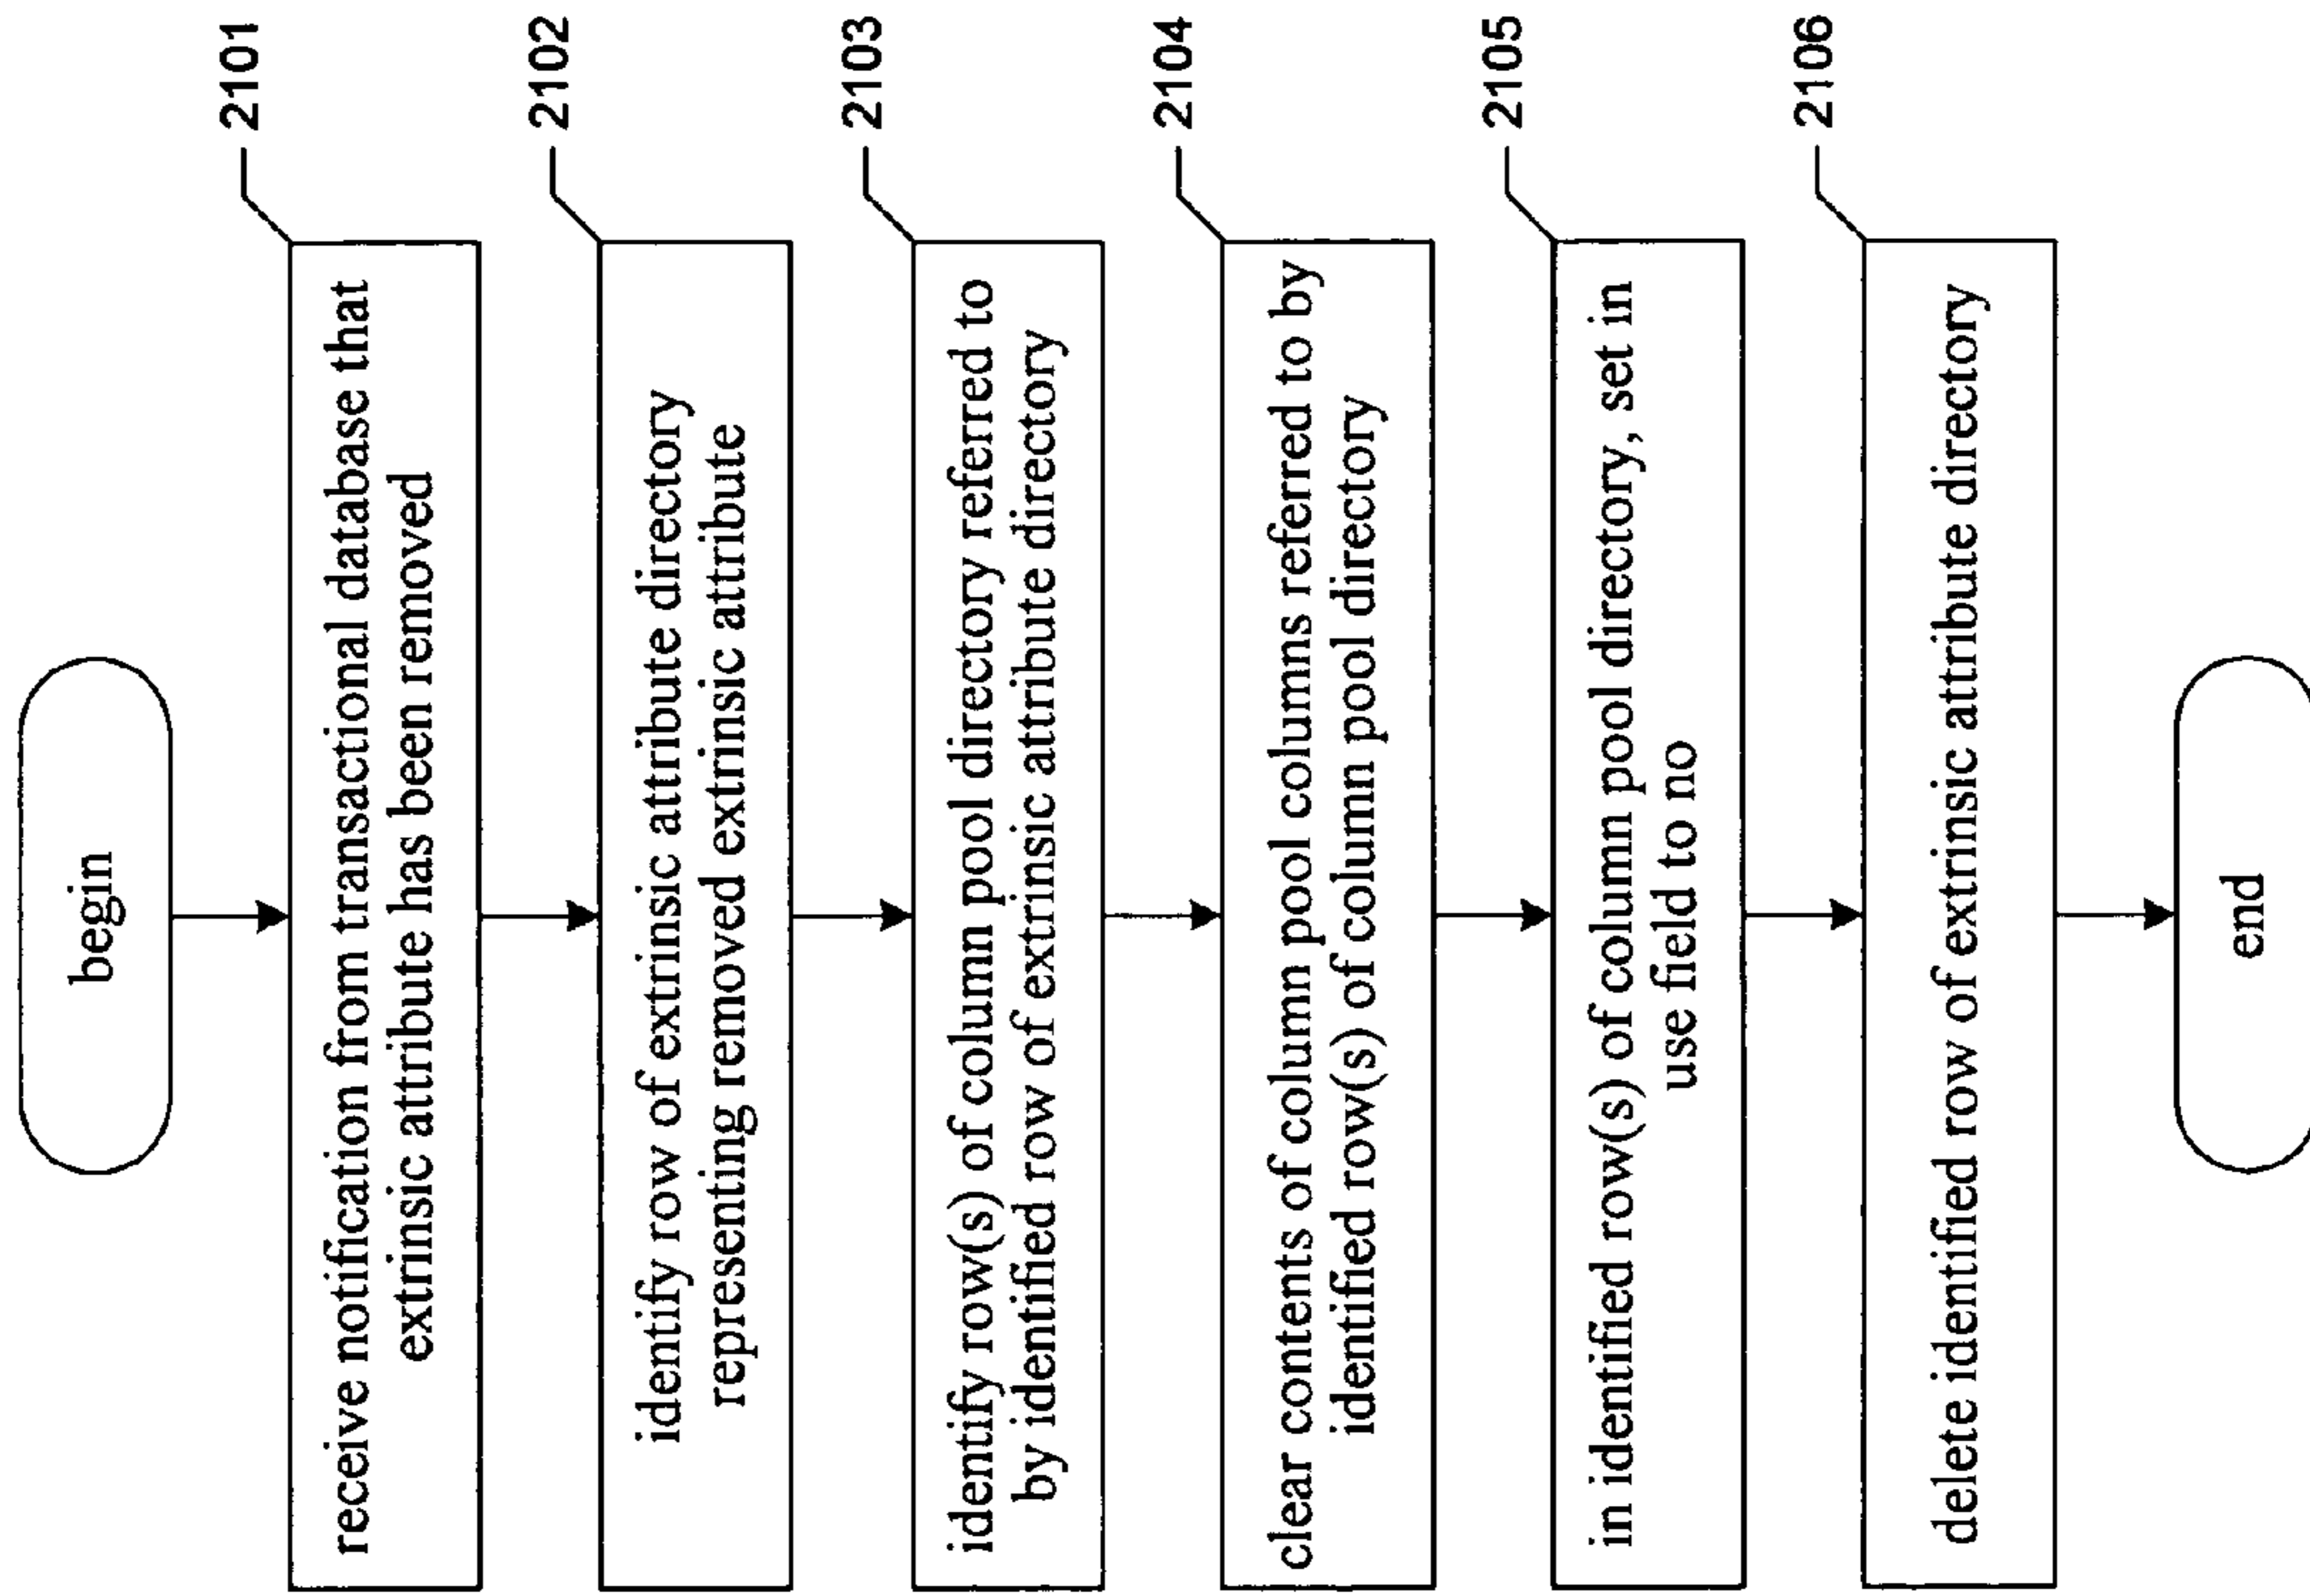 begin
2101
receive notification from transactional database that
extrinsic attribute has been removed
2102
identify row of extrinsic attribute directory
representing removed extrinsic attribute
2103
identify row(s) of column pool directory referred to
by identified row of extrinsic attribute directory
2104
clear contents of column pool columns referred to by
identified row(s) of column pool directory
2105
in identified row(s) of column pool directory, set in
use field to no
2106
delete identified row of extrinsic attribute directory
end